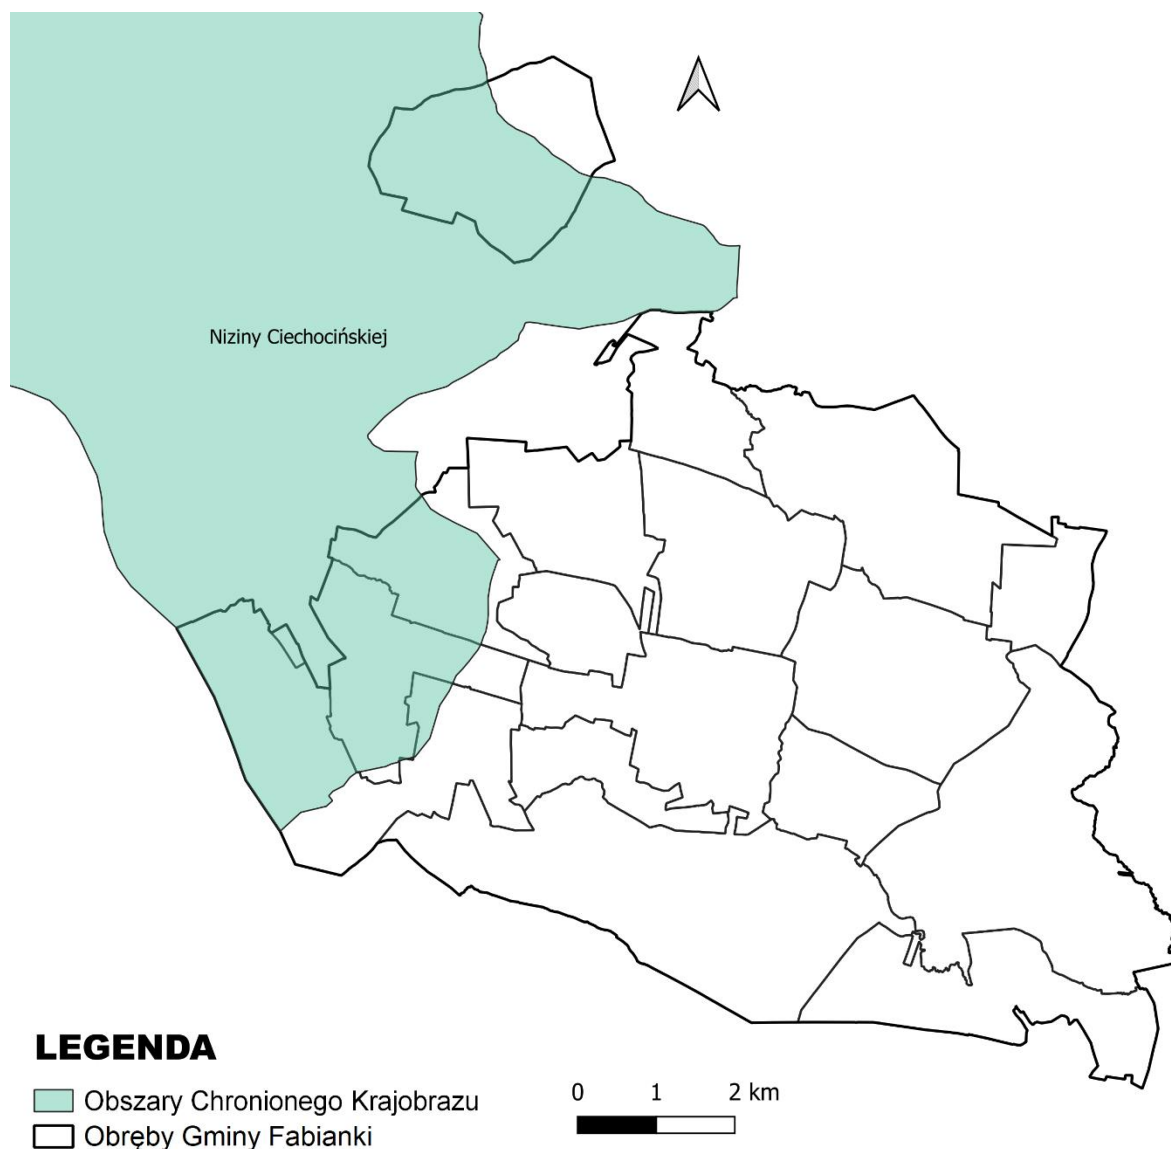 Niziny Ciechocińskiej
LEGENDA
Obszary Chronionego Krajobrazu
Obręby Gminy Fabianki
0 1 2 km